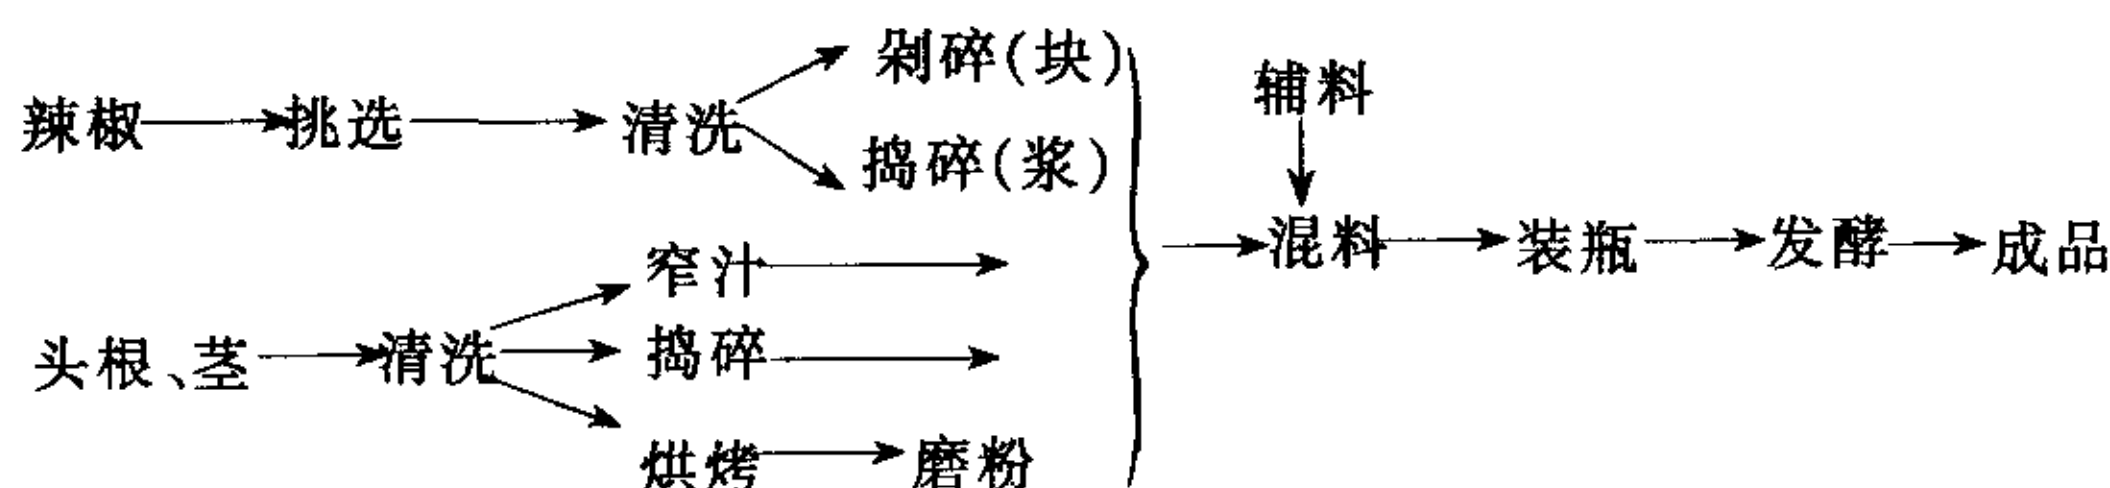 剁碎(块)
辅料
辣椒 挑选 清洗
捣碎(浆)
窄汁 混料 装瓶 发酵 成品
头根、茎 清洗 捣碎
烘烤 磨粉